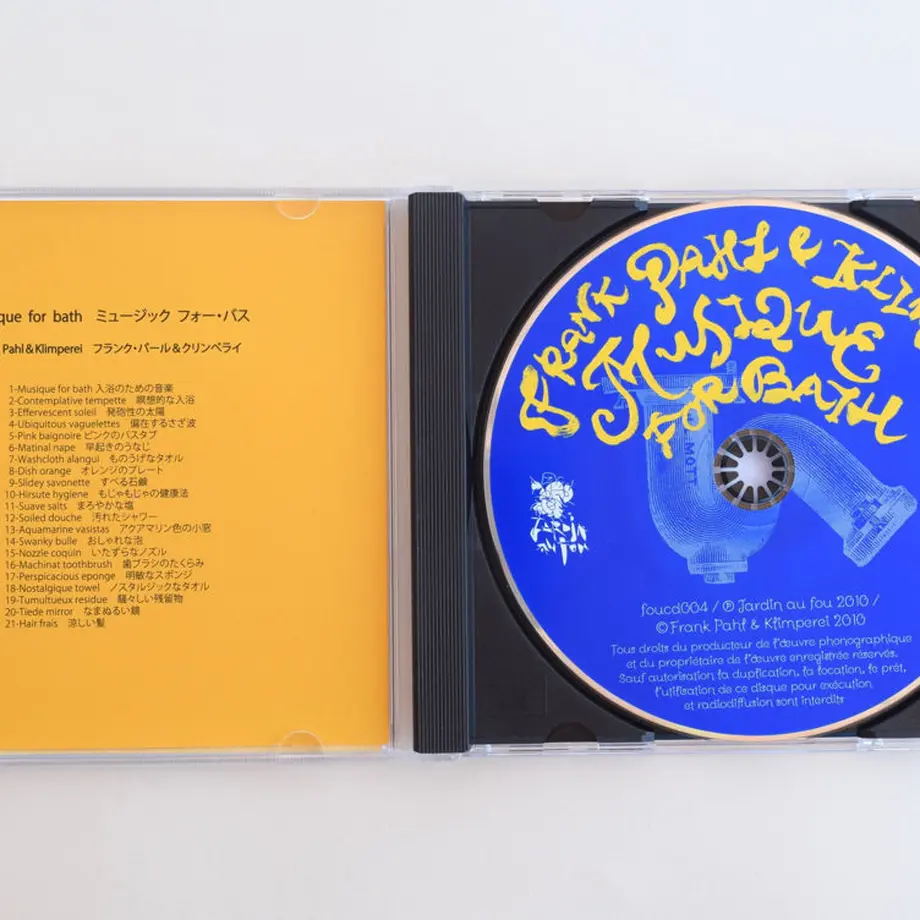 que for bath ミュージック フォー・バス
Pahl&Klimperei フランク・パール&クリンペライ
1-Musique for bath 入浴のための音楽
2-Contemplative tempette 瞑想的な入浴
3-Effervescent soleil 発砲性の太陽
4-Ubiquitous vaguelettes 偏在するさざ波
5-Pink baignoire ピンクのバスタブ
6-Matinal nape 早起きのうなじ
7-Washcloth alangui ものうげなタオル
8-Dish orange オレンジのプレート
9-Slidey savonette すべる石鹸
10-Hirsute hygiene もじゃもじゃの健康法
11-Suave salts まろやかな塩
12-Soiled douche 汚れたシャワー
13-Aquamarine vasistas アクアマリン色の小窓
14-Swanky bulle おしゃれな泡
15-Nozzle coquin いたずらなノズル
16-Machinat toothbrush 歯ブラシのたくらみ
17-Perspicacious eponge 明敏なスポンジ
18-Nostalgique towel ノスタルジックなタオル
19-Tumultueux residue 騒々しい残留物
20-Tiede mirror なまぬるい鏡
21-Hair frais 涼しい髪
FRANK PAHL & KLIM
MUSIQUE
FOR BATH
MOTT
JARDIN
AU FOU
foucd004 / ℗ Jardin au fou 2010 /
© Frank Pahl & Klimperei 2010
Tous droits du producteur de l'œuvre phonographique
et du propriétaire de l'œuvre enregistrée réservés.
Sauf autorisation la duplication, la location, le prêt,
l'utilisation de ce disque pour exécution
et radiodiffusion sont interdits